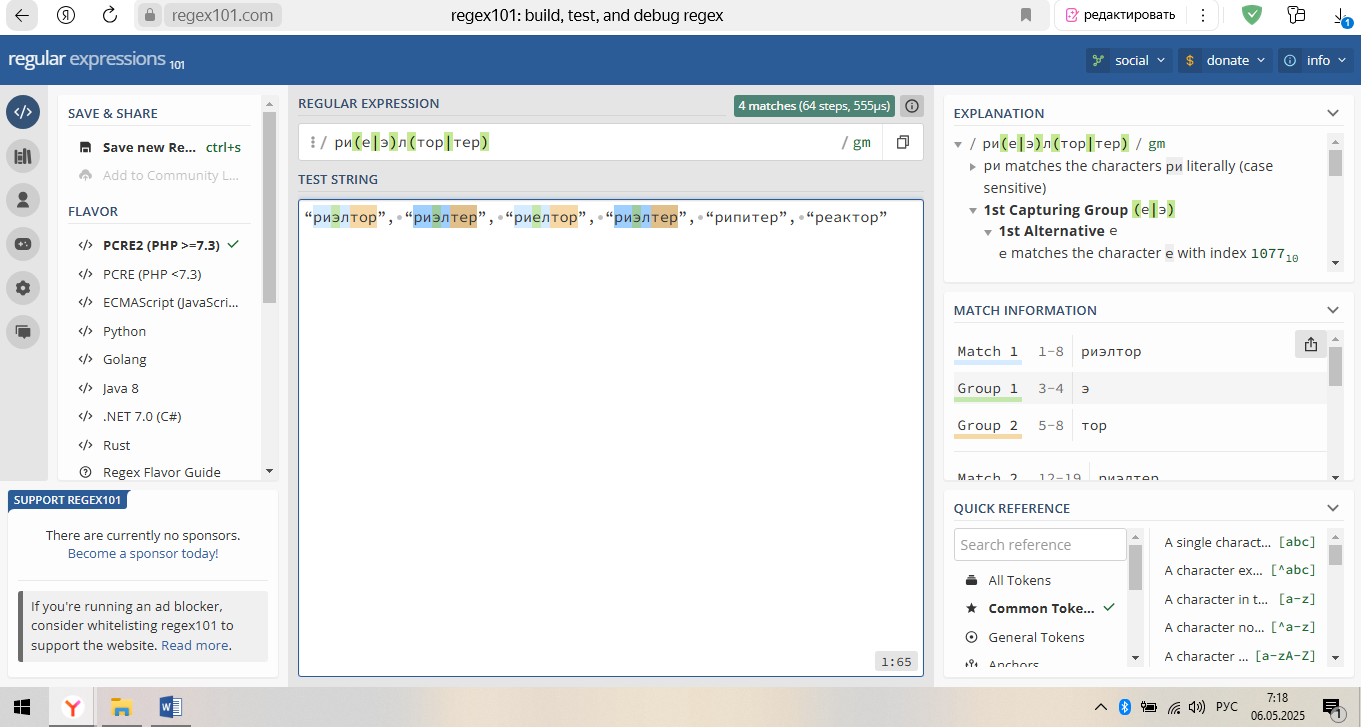 regex101.com
regex101: build, test, and debug regex
редактировать
1
regular expressions 101
social
donate
info
SAVE & SHARE
Save new Re... ctrl+s
Add to Community L...
FLAVOR
PCRE2 (PHP >=7.3)
PCRE (PHP <7.3)
ECMAScript (JavaScri...
Python
Golang
Java 8
.NET 7.0 (C#)
Rust
Regex Flavor Guide
SUPPORT REGEX101
There are currently no sponsors.
Become a sponsor today!
If you're running an ad blocker,
consider whitelisting regex101 to
support the website. Read more.
REGULAR EXPRESSION
4 matches (64 steps, 555µs)
/ ри(е|э)л(тор|тер) / gm
TEST STRING
“риэлтор”, “риэлтер”, “риелтор”, “риэлтер”, “рипитер”, “реактор”
1:65
EXPLANATION
/ ри(е|э)л(тор|тер) / gm
ри matches the characters ри literally (case
sensitive)
1st Capturing Group (е|э)
1st Alternative е
е matches the character е with index 1077₁₀
MATCH INFORMATION
Match 1 1-8 риэлтор
Group 1 3-4 э
Group 2 5-8 тор
Match 2 12-19 риэлтер
QUICK REFERENCE
Search reference
All Tokens
Common Toke...
General Tokens
Anchors
A single charact... [abc]
A character ex... [^abc]
A character in t... [a-z]
A character no... [^a-z]
A character ... [a-zA-Z]
РУС
7:18
06.05.2025
1